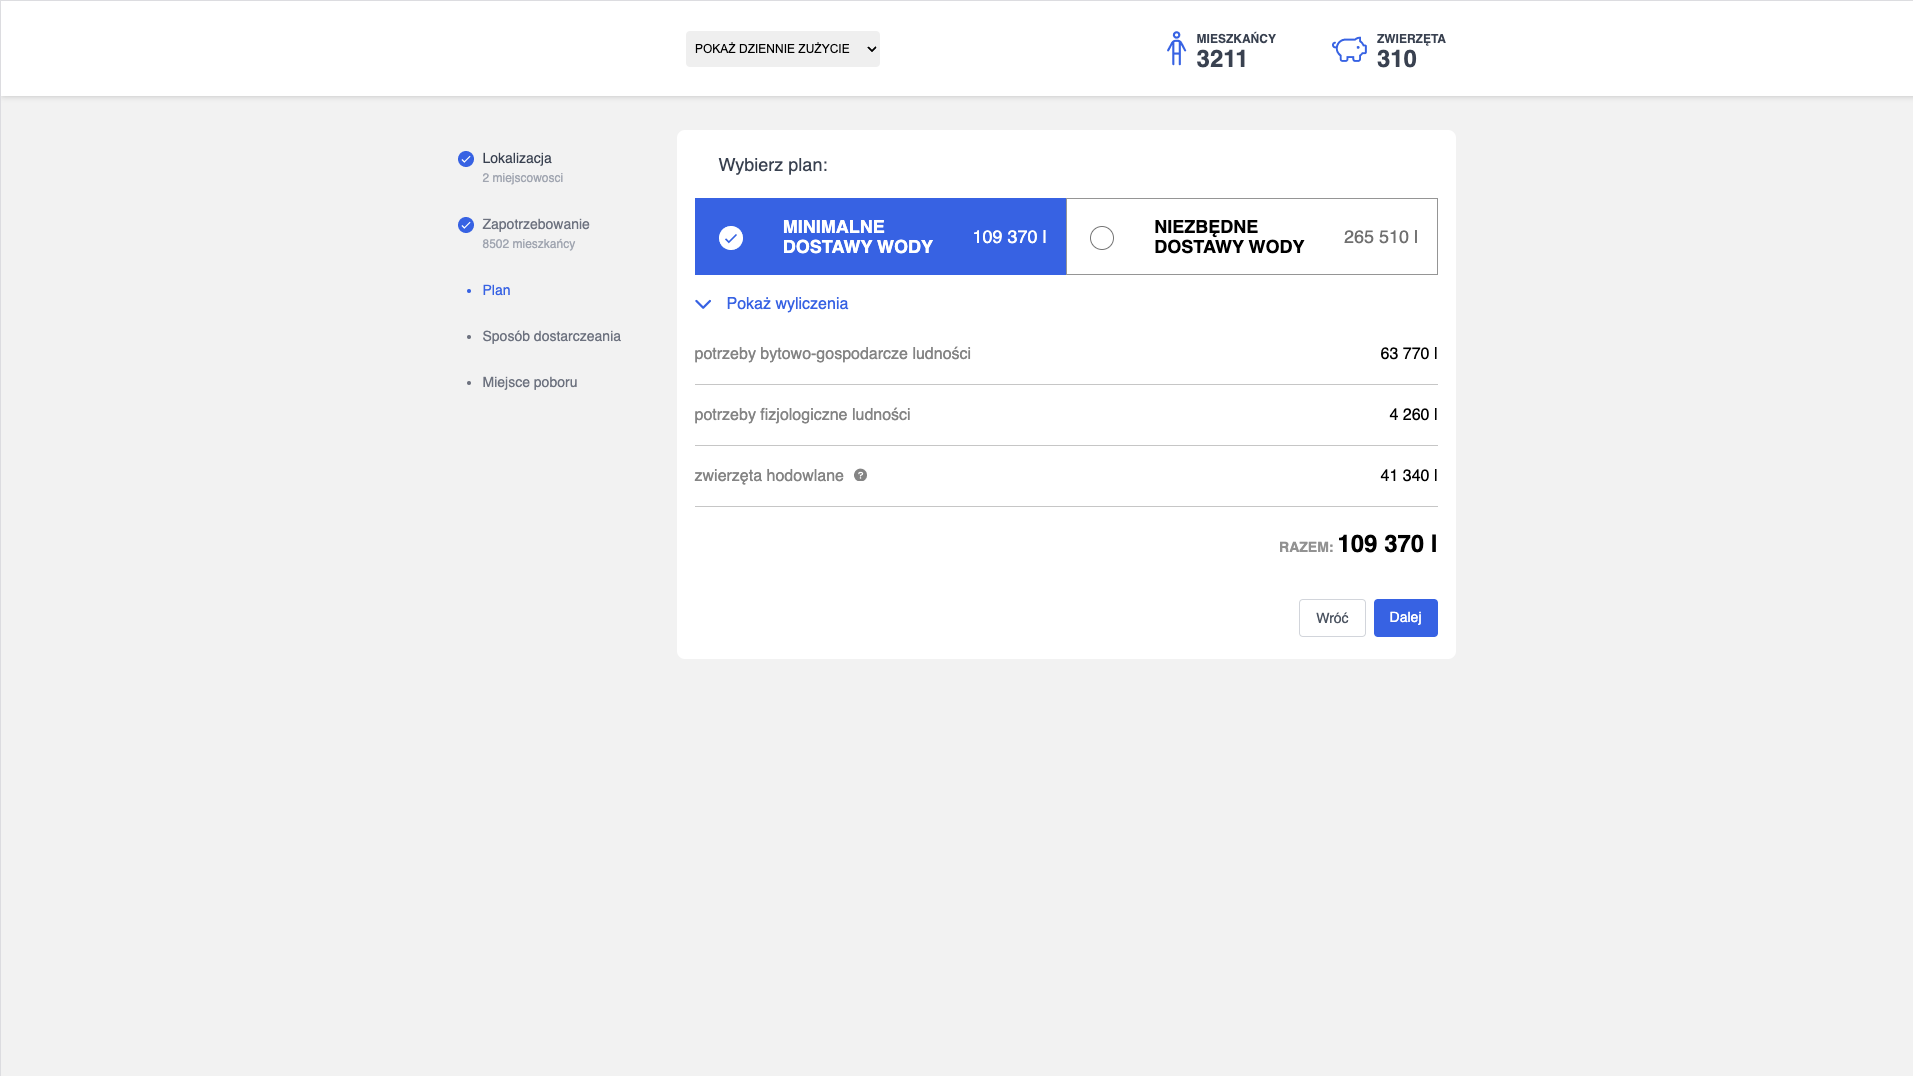 POKAŻ DZIENNIE ZUŻYCIE
MIESZKAŃCY
3211
ZWIERZĘTA
310
Lokalizacja
2 miejscowosci
Zapotrzebowanie
8502 mieszkańcy
Plan
Sposób dostarczeania
Miejsce poboru
Wybierz plan:
MINIMALNE
DOSTAWY WODY
109 370 l
NIEZBĘDNE
DOSTAWY WODY
265 510 l
Pokaż wyliczenia
potrzeby bytowo-gospodarcze ludności
63 770 l
potrzeby fizjologiczne ludności
4 260 l
zwierzęta hodowlane ?
41 340 l
RAZEM: 109 370 l
Wróć
Dalej